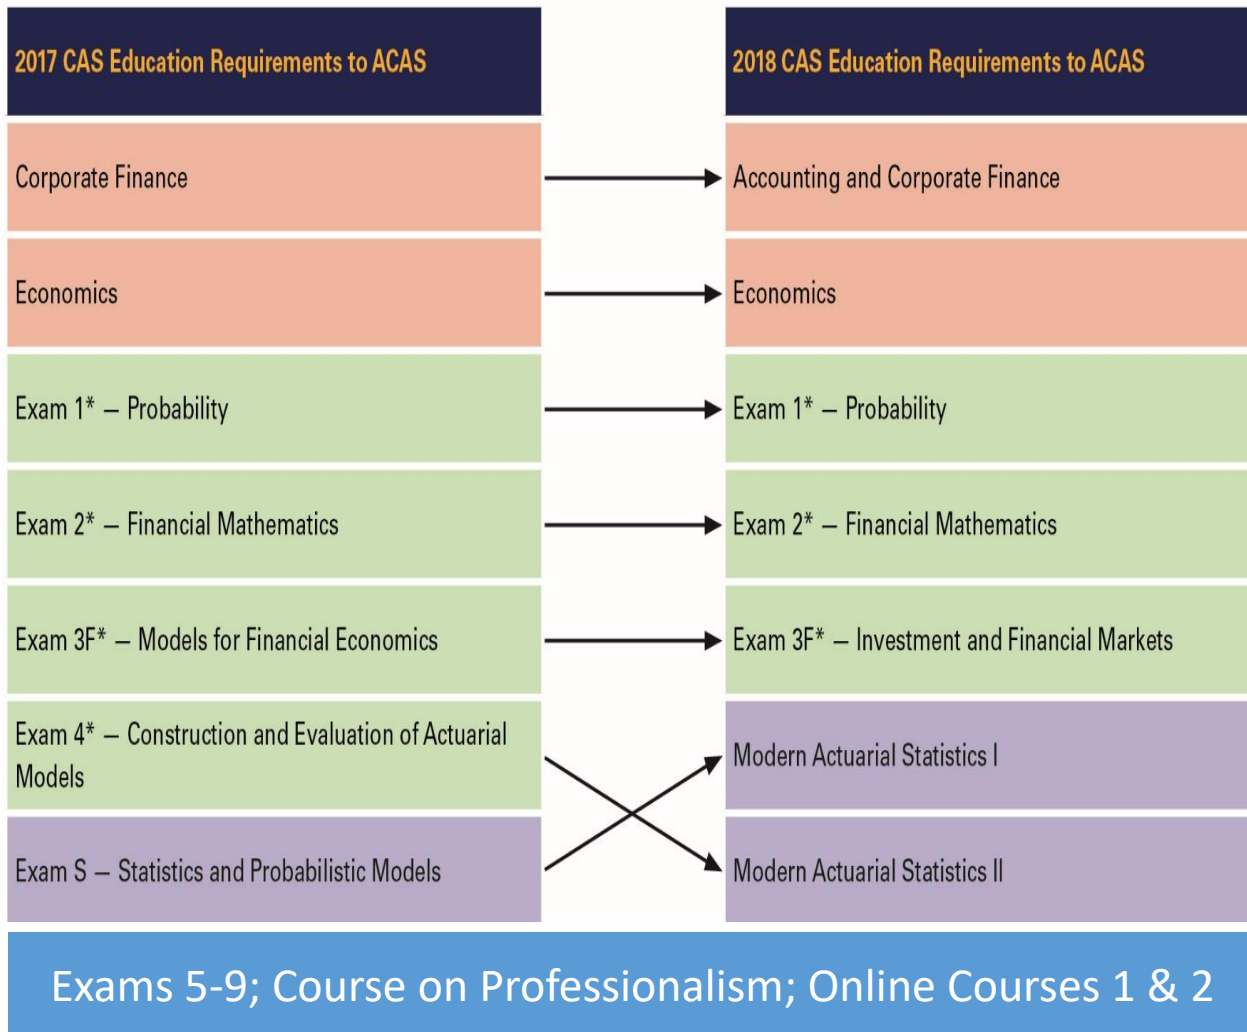 2017 CAS Education Requirements to ACAS
2018 CAS Education Requirements to ACAS
Corporate Finance
Accounting and Corporate Finance
Economics
Economics
Exam 1* — Probability
Exam 1* — Probability
Exam 2* — Financial Mathematics
Exam 2* — Financial Mathematics
Exam 3F* — Models for Financial Economics
Exam 3F* — Investment and Financial Markets
Exam 4* — Construction and Evaluation of Actuarial
Models
Modern Actuarial Statistics I
Exam S — Statistics and Probabilistic Models
Modern Actuarial Statistics II
Exams 5-9; Course on Professionalism; Online Courses 1 & 2